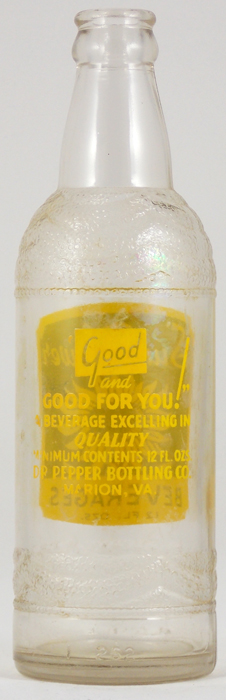 "Good
and
GOOD FOR YOU!"
A BEVERAGE EXCELLING IN
QUALITY
MINIMUM CONTENTS 12 FL. OZS.
DR. PEPPER BOTTLING CO.
MARION, VA.
BEVERAGES